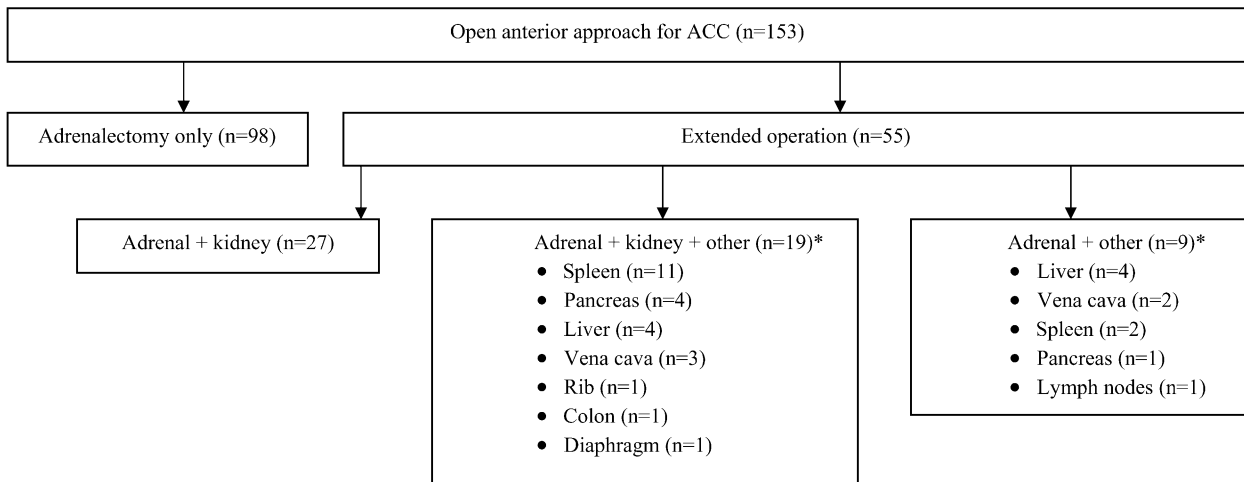 Open anterior approach for ACC (n=153)
Adrenalectomy only (n=98)
Extended operation (n=55)
Adrenal + kidney (n=27)
Adrenal + kidney + other (n=19)*
● Spleen (n=11)
● Pancreas (n=4)
● Liver (n=4)
● Vena cava (n=3)
● Rib (n=1)
● Colon (n=1)
● Diaphragm (n=1)
Adrenal + other (n=9)*
● Liver (n=4)
● Vena cava (n=2)
● Spleen (n=2)
● Pancreas (n=1)
● Lymph nodes (n=1)